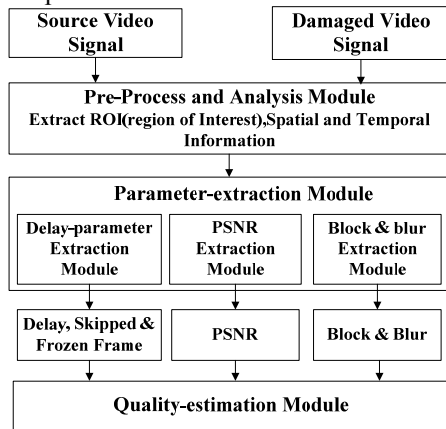 Source Video
Signal
Damaged Video
Signal
Pre-Process and Analysis Module
Extract ROI(region of Interest),Spatial and Temporal
Information
Parameter-extraction Module
Delay-parameter
Extraction
Module
PSNR
Extraction
Module
Block & blur
Extraction
Module
Delay, Skipped &
Frozen Frame
PSNR
Block & Blur
Quality-estimation Module